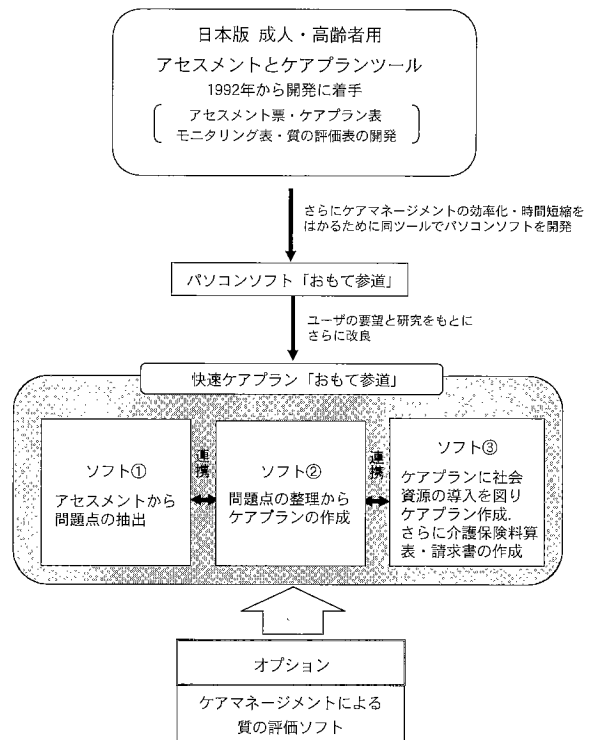 日本版 成人・高齢者用
アセスメントとケアプランツール
1992年から開発に着手
アセスメント票・ケアプラン表
モニタリング表・質の評価表の開発
さらにケアマネージメントの効率化・時間短縮を
はかるために同ツールでパソコンソフトを開発
パソコンソフト「おもて参道」
ユーザの要望と研究をもとに
さらに改良
快速ケアプラン「おもて参道」
ソフト①
アセスメントから
問題点の抽出
連携
ソフト②
問題点の整理から
ケアプランの作成
連携
ソフト③
ケアプランに社会
資源の導入を図り
ケアプラン作成.
さらに介護保険料算
表・請求書の作成
オプション
ケアマネージメントによる
質の評価ソフト